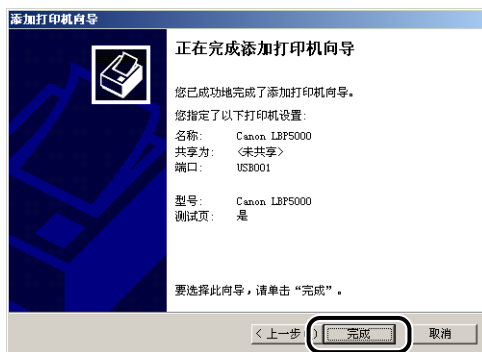 添加打印机向导
正在完成添加打印机向导
您已成功地完成了添加打印机向导。
您指定了以下打印机设置:
名称: Canon LBP5000
共享为: <未共享>
端口: USB001
型号: Canon LBP5000
测试页: 是
要选择此向导，请单击“完成”。
< 上一步 完成 取消